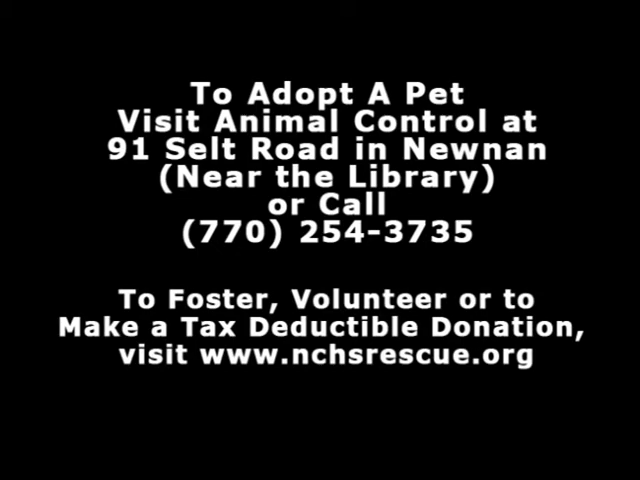 To Adopt A Pet
Visit Animal Control at
91 Selt Road in Newnan
(Near the Library)
or Call
(770) 254-3735
To Foster, Volunteer or to
Make a Tax Deductible Donation,
visit www.nchsrescue.org